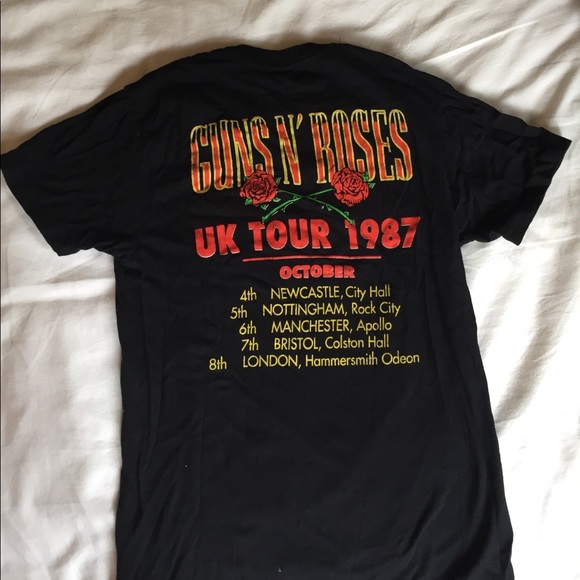 GUNS N' ROSES
UK TOUR 1987
OCTOBER
4th NEWCASTLE, City Hall
5th NOTTINGHAM, Rock City
6th MANCHESTER, Apollo
7th BRISTOL, Colston Hall
8th LONDON, Hammersmith Odeon